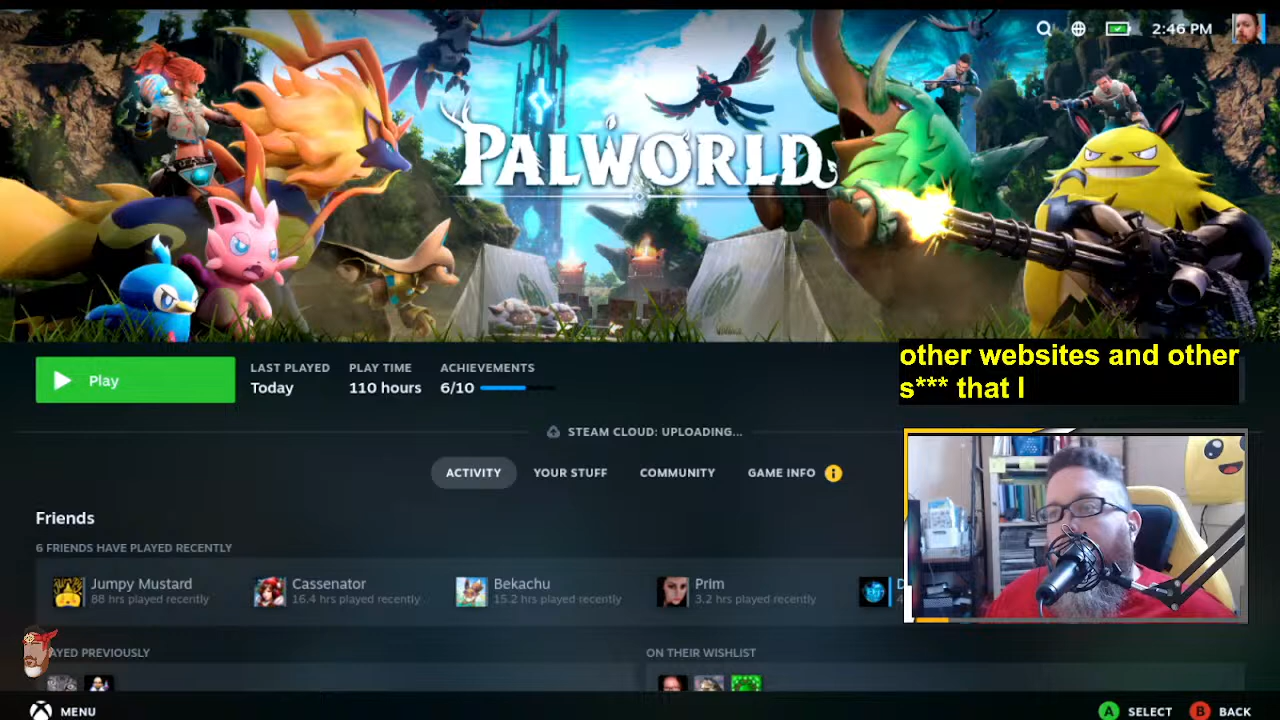 2:46 PM
PALWORLD
Play
LAST PLAYED
Today
PLAY TIME
110 hours
ACHIEVEMENTS
6/10
other websites and other
s*** that I
STEAM CLOUD: UPLOADING...
ACTIVITY
YOUR STUFF
COMMUNITY
GAME INFO
Friends
6 FRIENDS HAVE PLAYED RECENTLY
Jumpy Mustard
88 hrs played recently
Cassenator
16.4 hrs played recently
Bekachu
15.2 hrs played recently
Prim
3.2 hrs played recently
AYED PREVIOUSLY
ON THEIR WISHLIST
MENU
A SELECT
B BACK